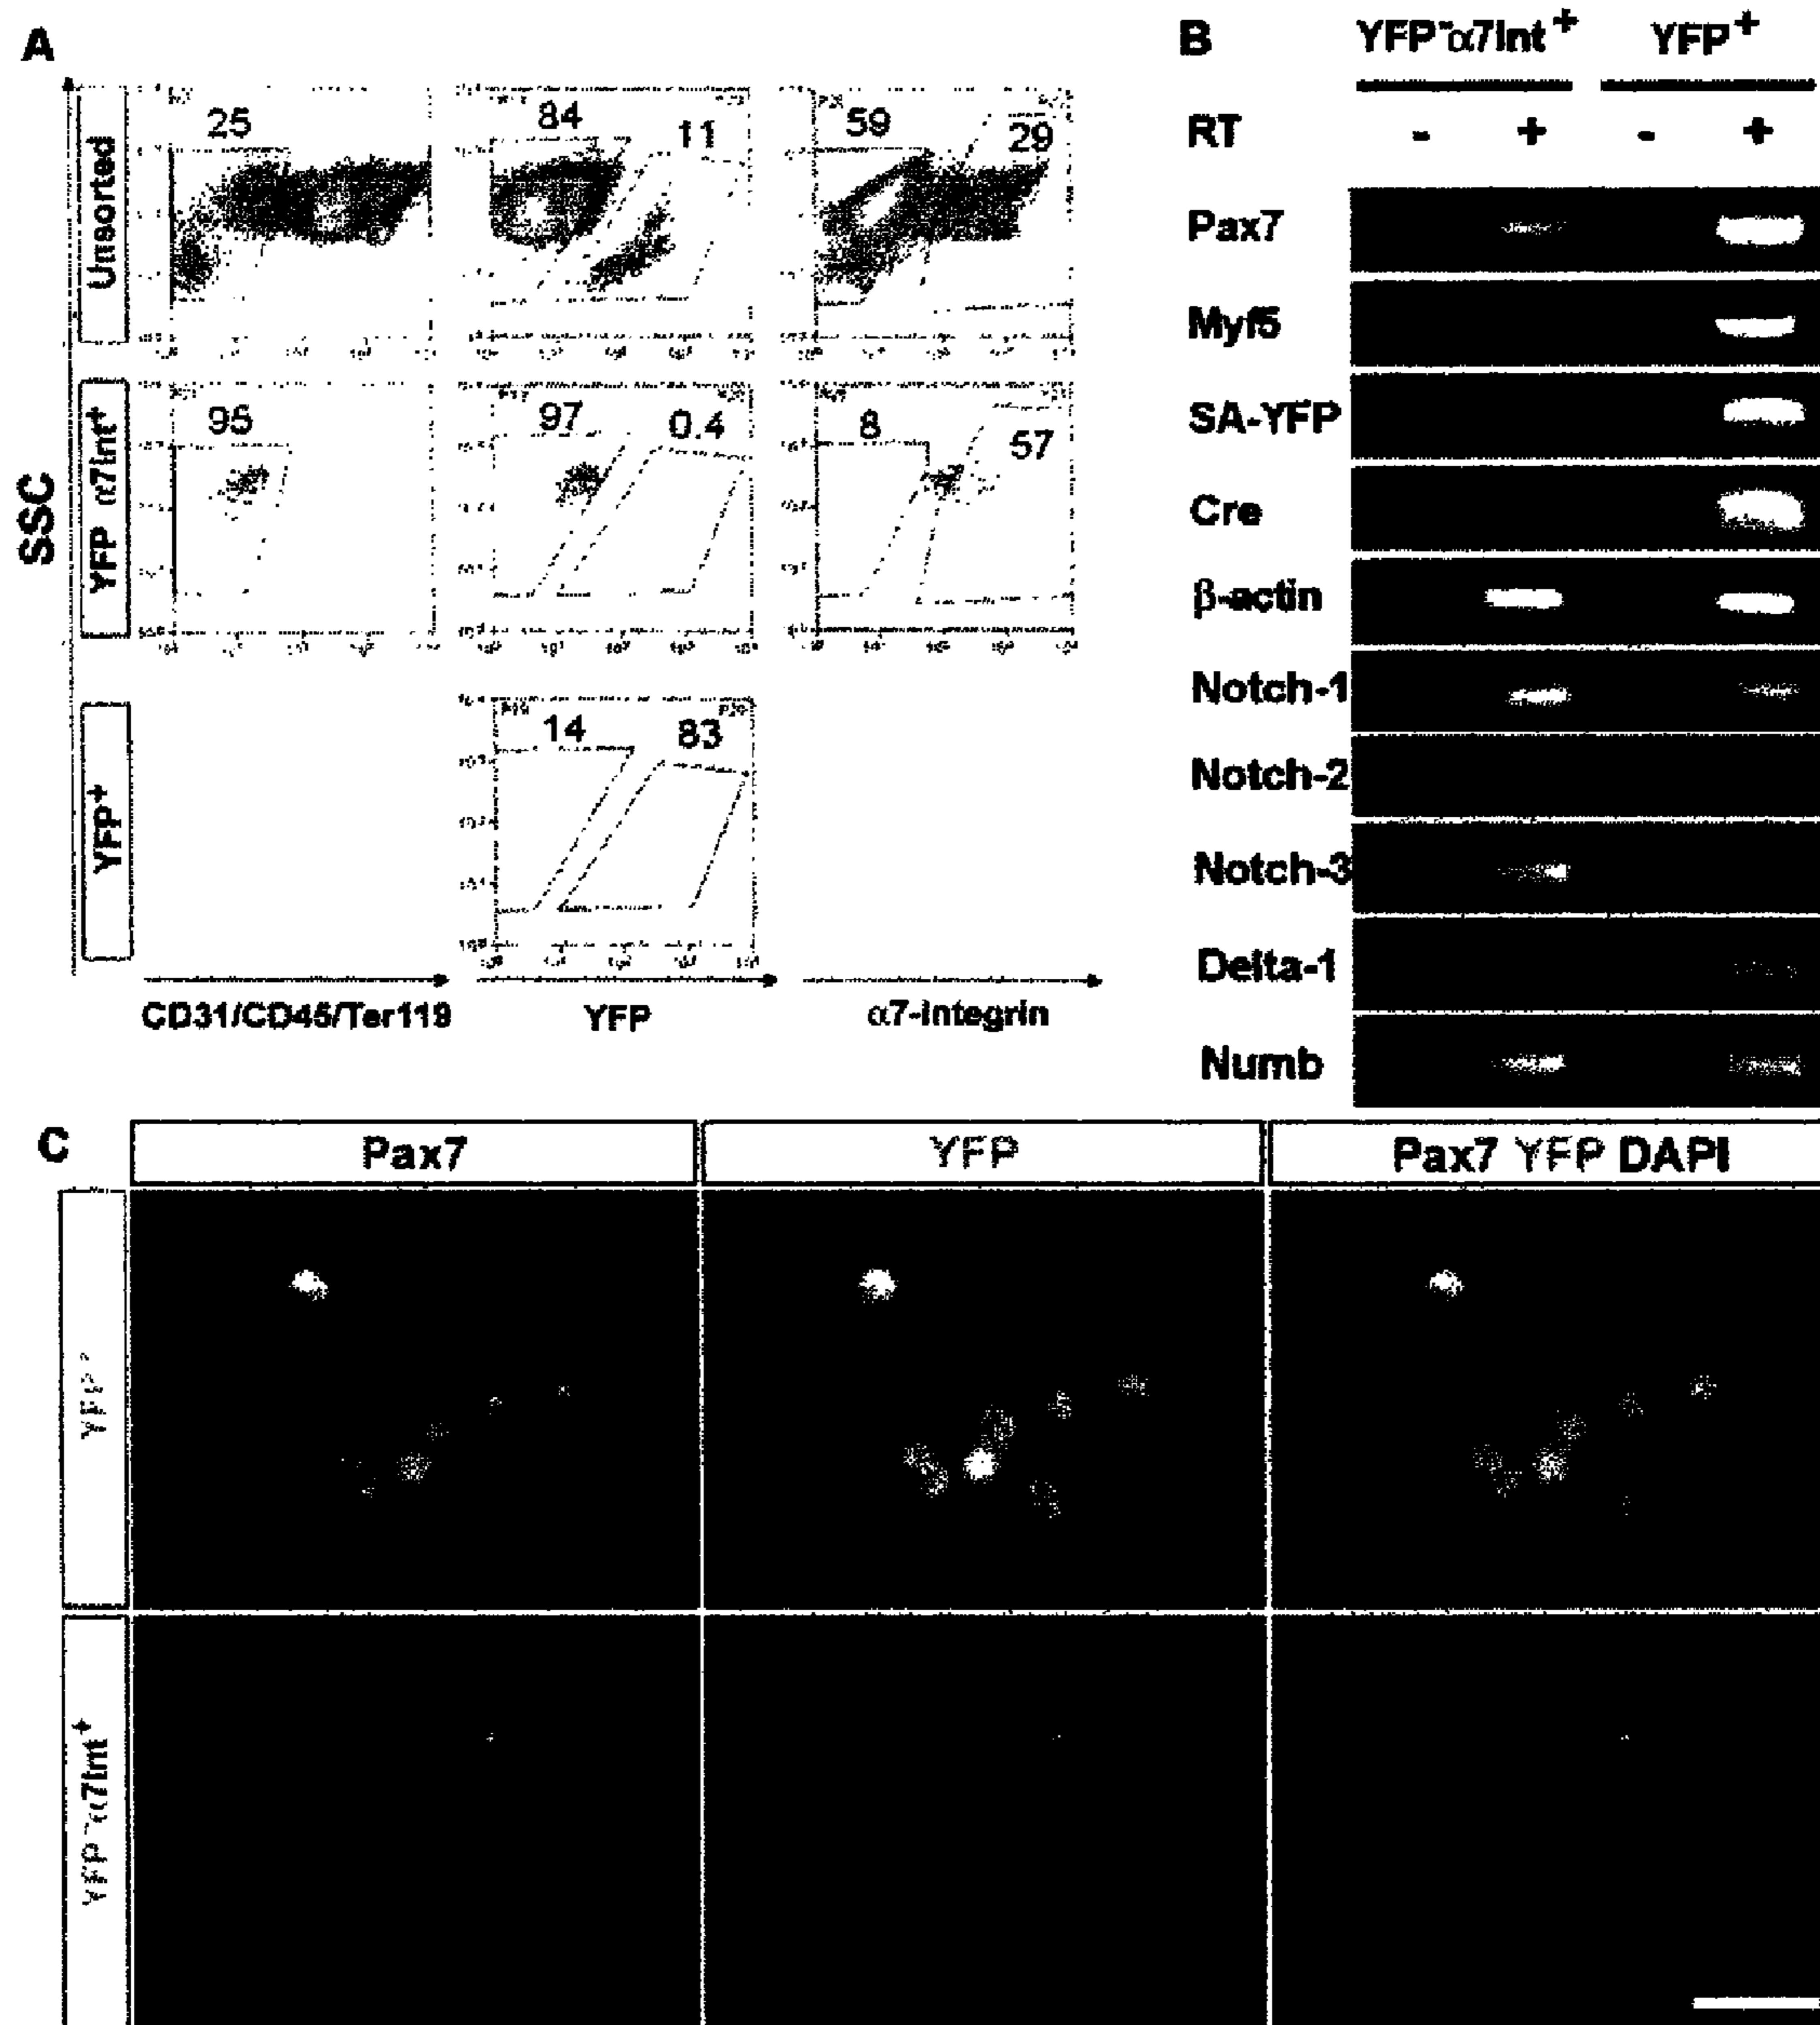 A
SSC
Unsorted
25
84
11
59
29
YFP α7Int+
95
97
0.4
8
57
YFP+
14
83
CD31/CD45/Ter119
YFP
α7-Integrin
B
YFP-α7Int+ YFP+
RT - + - +
Pax7
Myf5
SA-YFP
Cre
β-actin
Notch-1
Notch-2
Notch-3
Delta-1
Numb
C
Pax7
YFP
Pax7 YFP DAPI
YFP+
YFP-α7Int+